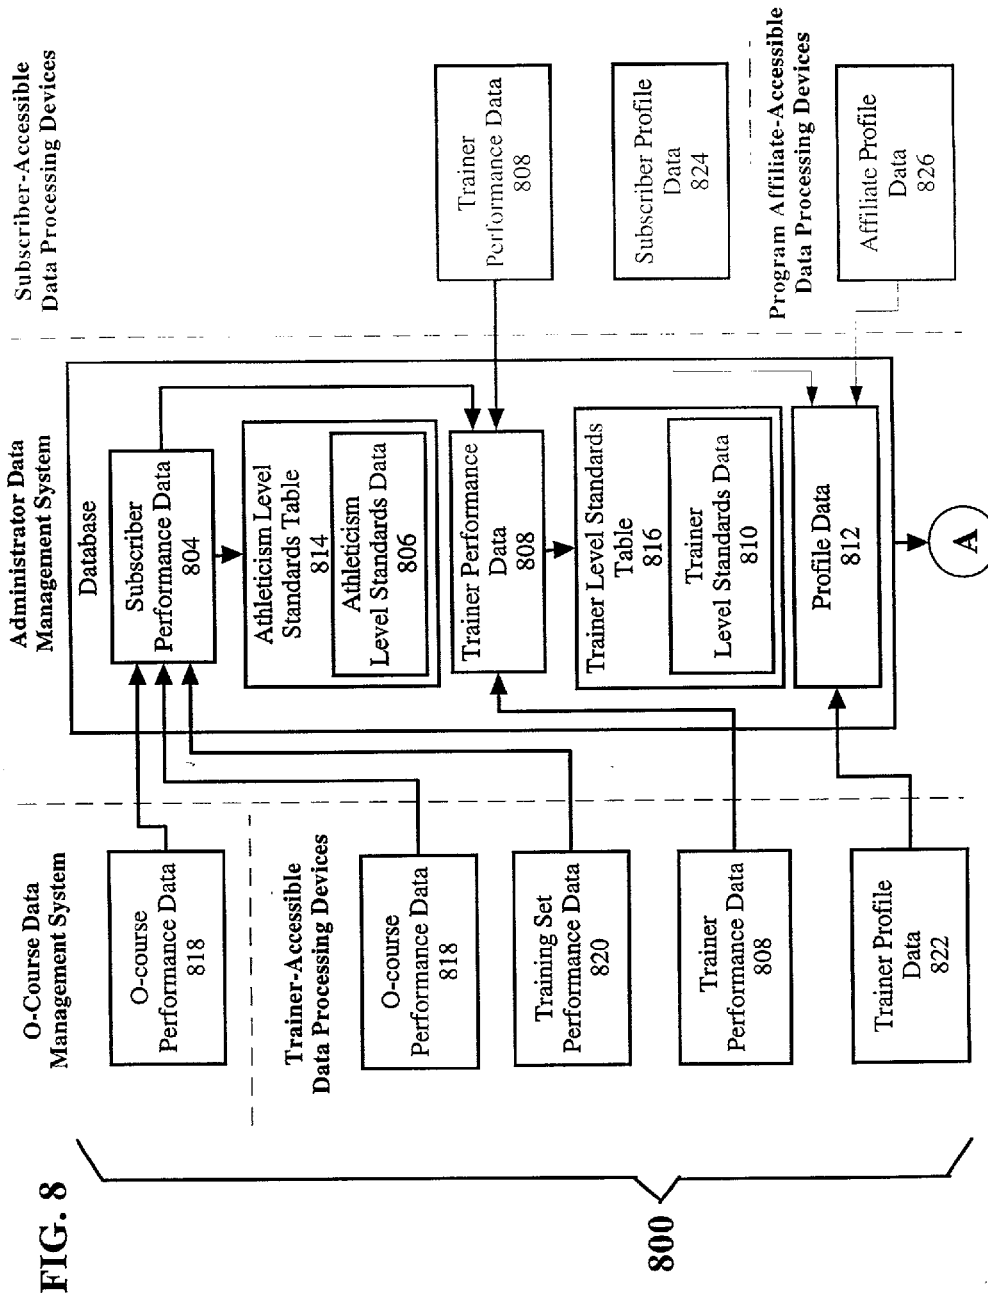 FIG. 8
800
O-Course Data
Management System
O-course
Performance Data
818
Trainer-Accessible
Data Processing Devices
O-course
Performance Data
818
Training Set
Performance Data
820
Trainer
Performance Data
808
Trainer Profile
Data
822
Administrator Data
Management System
Database
Subscriber
Performance Data
804
Athleticism Level
Standards Table
814
Athleticism
Level Standards Data
806
Trainer Performance
Data
808
Trainer Level Standards
Table
816
Trainer
Level Standards Data
810
Profile Data
812
A
Subscriber-Accessible
Data Processing Devices
Trainer
Performance Data
808
Subscriber Profile
Data
824
Program Affiliate-Accessible
Data Processing Devices
Affiliate Profile
Data
826